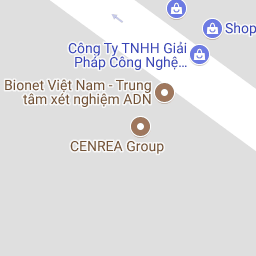 Shop
Công Ty TNHH Giải
Pháp Công Nghệ...
Bionet Việt Nam - Trung
tâm xét nghiệm ADN
CENREA Group